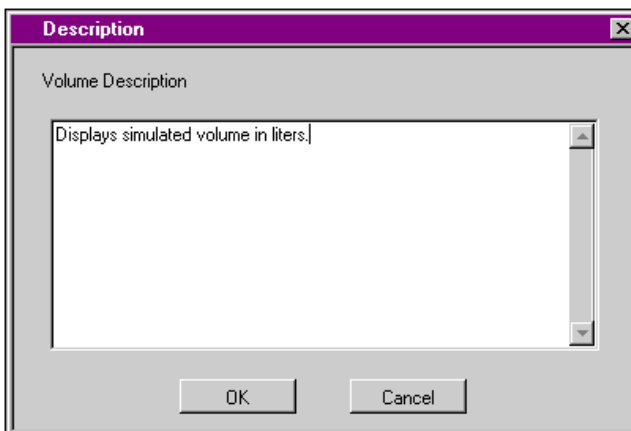 Description
Volume Description
Displays simulated volume in liters.
OK
Cancel